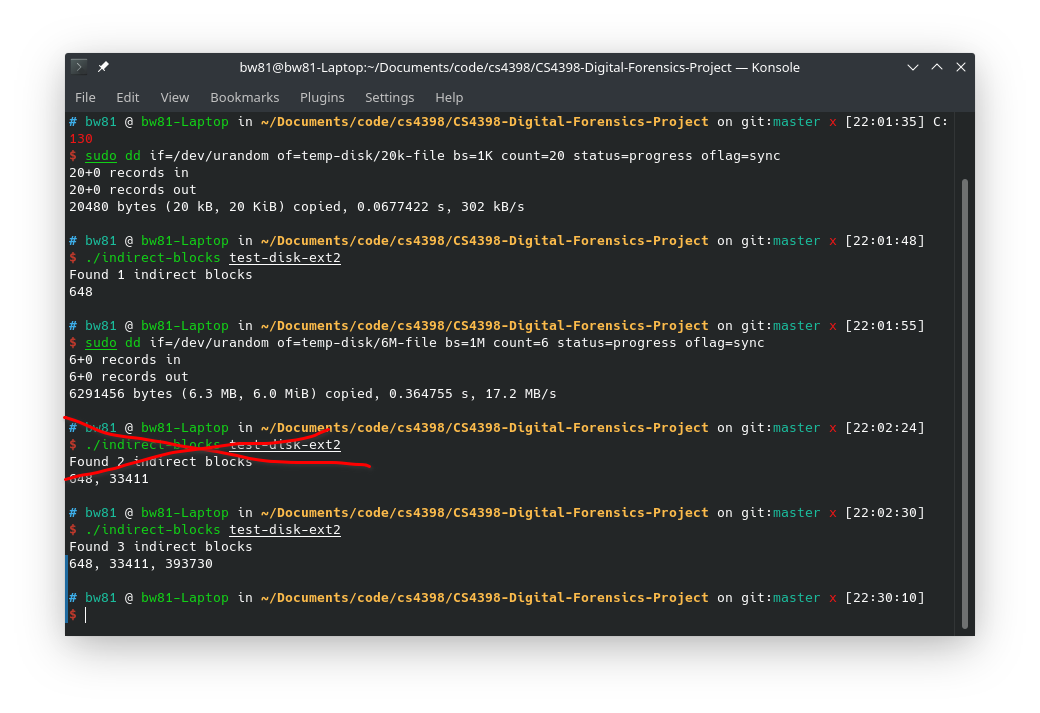 bw81@bw81-Laptop:~/Documents/code/cs4398/CS4398-Digital-Forensics-Project — Konsole
File Edit View Bookmarks Plugins Settings Help
# bw81 @ bw81-Laptop in ~/Documents/code/cs4398/CS4398-Digital-Forensics-Project on git:master x [22:01:35] C:
130
$ sudo dd if=/dev/urandom of=temp-disk/20k-file bs=1K count=20 status=progress oflag=sync
20+0 records in
20+0 records out
20480 bytes (20 kB, 20 KiB) copied, 0.0677422 s, 302 kB/s
# bw81 @ bw81-Laptop in ~/Documents/code/cs4398/CS4398-Digital-Forensics-Project on git:master x [22:01:48]
$ ./indirect-blocks test-disk-ext2
Found 1 indirect blocks
648
# bw81 @ bw81-Laptop in ~/Documents/code/cs4398/CS4398-Digital-Forensics-Project on git:master x [22:01:55]
$ sudo dd if=/dev/urandom of=temp-disk/6M-file bs=1M count=6 status=progress oflag=sync
6+0 records in
6+0 records out
6291456 bytes (6.3 MB, 6.0 MiB) copied, 0.364755 s, 17.2 MB/s
# bw81 @ bw81-Laptop in ~/Documents/code/cs4398/CS4398-Digital-Forensics-Project on git:master x [22:02:24]
$ ./indirect-blocks test-disk-ext2
Found 2 indirect blocks
648, 33411
# bw81 @ bw81-Laptop in ~/Documents/code/cs4398/CS4398-Digital-Forensics-Project on git:master x [22:02:30]
$ ./indirect-blocks test-disk-ext2
Found 3 indirect blocks
648, 33411, 393730
# bw81 @ bw81-Laptop in ~/Documents/code/cs4398/CS4398-Digital-Forensics-Project on git:master x [22:30:10]
$